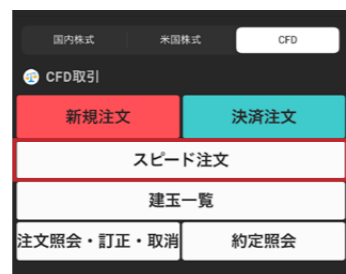 国内株式 米国株式 CFD
CFD取引
新規注文 決済注文
スピード注文
建玉一覧
注文照会・訂正・取消 約定照会